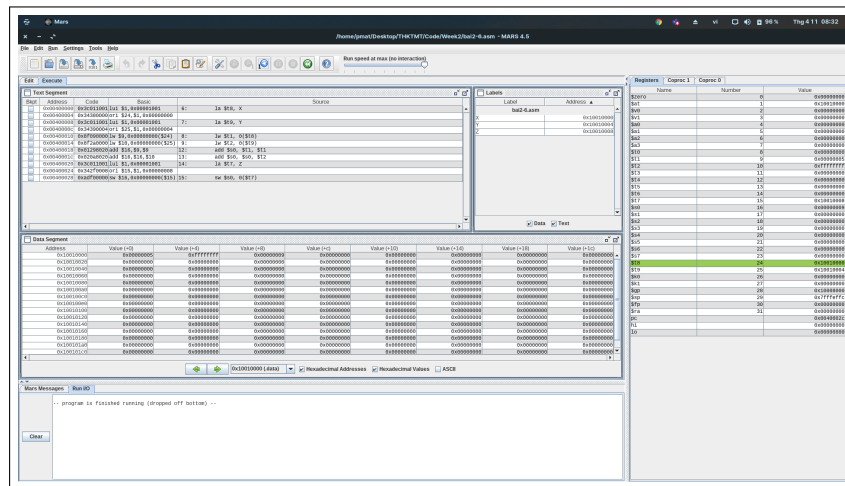 Mars
vi 96 % Thg 4 11 08:32
/home/pmat/Desktop/THKTMT/Code/Week2/bai2-6.asm - MARS 4.5
File Edit Run Settings Tools Help
Run speed at max (no interaction)
Edit Execute
Text Segment
Bkpt Address Code Basic Source
0x00400000 0x3c011001 lui $1,0x00001001 6: la $t8, X
0x00400004 0x34380000 ori $24,$1,0x00000000
0x00400008 0x3c011001 lui $1,0x00001001 7: la $t9, Y
0x0040000c 0x34390004 ori $25,$1,0x00000004
0x00400010 0x8f090000 lw $9,0x00000000($24) 8: lw $t1, 0($t8)
0x00400014 0x8f2a0000 lw $10,0x00000000($25) 9: lw $t2, 0($t9)
0x00400018 0x01298020 add $16,$9,$9 12: add $s0, $t1, $t1
0x0040001c 0x020a8020 add $16,$16,$10 13: add $s0, $s0, $t2
0x00400020 0x3c011001 lui $1,0x00001001 14: la $t7, Z
0x00400024 0x342f0008 ori $15,$1,0x00000008
0x00400028 0xadf00000 sw $16,0x00000000($15) 15: sw $s0, 0($t7)
Labels
Label Address ▲
bai2-6.asm
X 0x10010000
Y 0x10010004
Z 0x10010008
Data Text
Data Segment
Address Value (+0) Value (+4) Value (+8) Value (+c) Value (+10) Value (+14) Value (+18) Value (+1c)
0x10010000 0x00000005 0xffffffff 0x00000009 0x00000000 0x00000000 0x00000000 0x00000000 0x00000000
0x10010020 0x00000000 0x00000000 0x00000000 0x00000000 0x00000000 0x00000000 0x00000000 0x00000000
0x10010040 0x00000000 0x00000000 0x00000000 0x00000000 0x00000000 0x00000000 0x00000000 0x00000000
0x10010060 0x00000000 0x00000000 0x00000000 0x00000000 0x00000000 0x00000000 0x00000000 0x00000000
0x10010080 0x00000000 0x00000000 0x00000000 0x00000000 0x00000000 0x00000000 0x00000000 0x00000000
0x100100a0 0x00000000 0x00000000 0x00000000 0x00000000 0x00000000 0x00000000 0x00000000 0x00000000
0x100100c0 0x00000000 0x00000000 0x00000000 0x00000000 0x00000000 0x00000000 0x00000000 0x00000000
0x100100e0 0x00000000 0x00000000 0x00000000 0x00000000 0x00000000 0x00000000 0x00000000 0x00000000
0x10010100 0x00000000 0x00000000 0x00000000 0x00000000 0x00000000 0x00000000 0x00000000 0x00000000
0x10010120 0x00000000 0x00000000 0x00000000 0x00000000 0x00000000 0x00000000 0x00000000 0x00000000
0x10010140 0x00000000 0x00000000 0x00000000 0x00000000 0x00000000 0x00000000 0x00000000 0x00000000
0x10010160 0x00000000 0x00000000 0x00000000 0x00000000 0x00000000 0x00000000 0x00000000 0x00000000
0x10010180 0x00000000 0x00000000 0x00000000 0x00000000 0x00000000 0x00000000 0x00000000 0x00000000
0x100101a0 0x00000000 0x00000000 0x00000000 0x00000000 0x00000000 0x00000000 0x00000000 0x00000000
0x100101c0 0x00000000 0x00000000 0x00000000 0x00000000 0x00000000 0x00000000 0x00000000 0x00000000
0x10010000 (.data) Hexadecimal Addresses Hexadecimal Values ASCII
Mars Messages Run I/O
-- program is finished running (dropped off bottom) --
Clear
Registers Coproc 1 Coproc 0
Name Number Value
$zero 0 0x00000000
$at 1 0x10010000
$v0 2 0x00000000
$v1 3 0x00000000
$a0 4 0x00000000
$a1 5 0x00000000
$a2 6 0x00000000
$a3 7 0x00000000
$t0 8 0x00000000
$t1 9 0x00000005
$t2 10 0xffffffff
$t3 11 0x00000000
$t4 12 0x00000000
$t5 13 0x00000000
$t6 14 0x00000000
$t7 15 0x10010008
$s0 16 0x00000009
$s1 17 0x00000000
$s2 18 0x00000000
$s3 19 0x00000000
$s4 20 0x00000000
$s5 21 0x00000000
$s6 22 0x00000000
$s7 23 0x00000000
$t8 24 0x10010000
$t9 25 0x10010004
$k0 26 0x00000000
$k1 27 0x00000000
$gp 28 0x10008000
$sp 29 0x7fffeffc
$fp 30 0x00000000
$ra 31 0x00000000
pc 0x0040002c
hi 0x00000000
lo 0x00000000